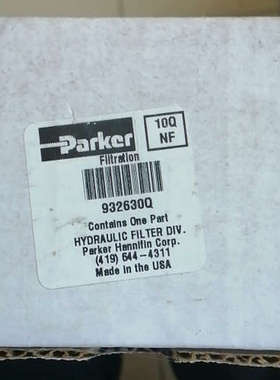 Parker
10Q
NF
Filtration
932630Q
Contains One Part
HYDRAULIC FILTER DIV.
Parker Hannifin Corp.
(419) 644-4311
Made in the USA